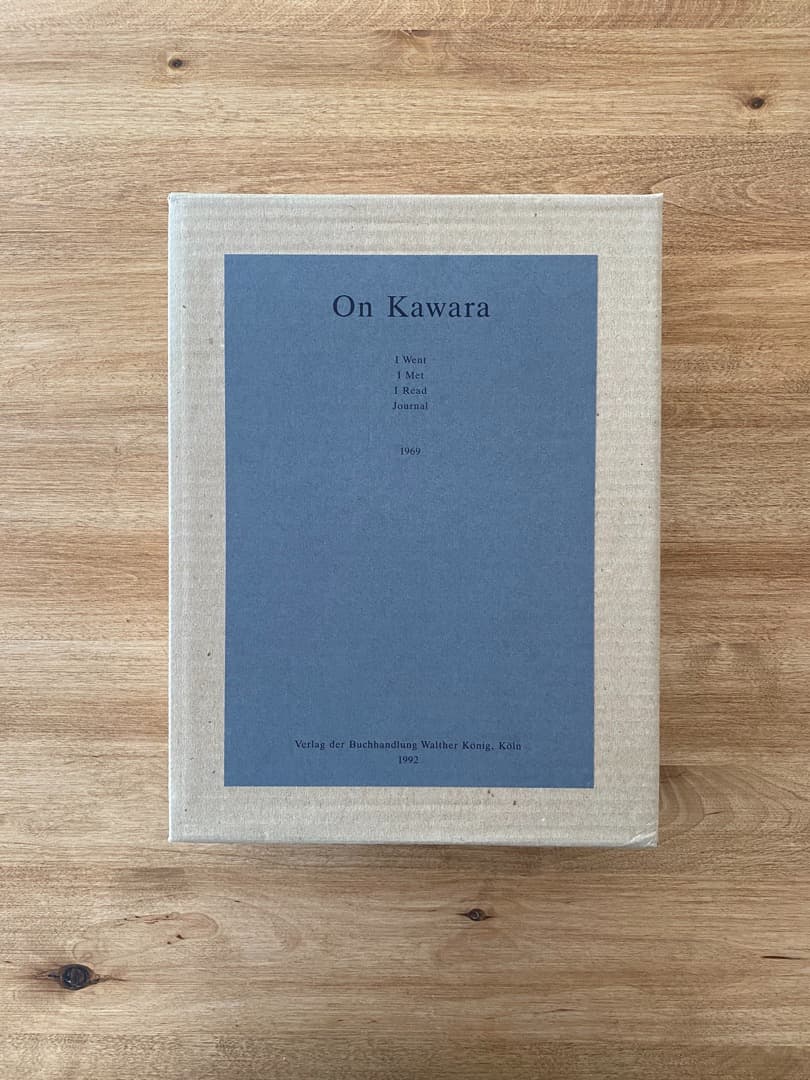 On Kawara
I Went
I Met
I Read
Journal
1969
Verlag der Buchhandlung Walther König, Köln
1992